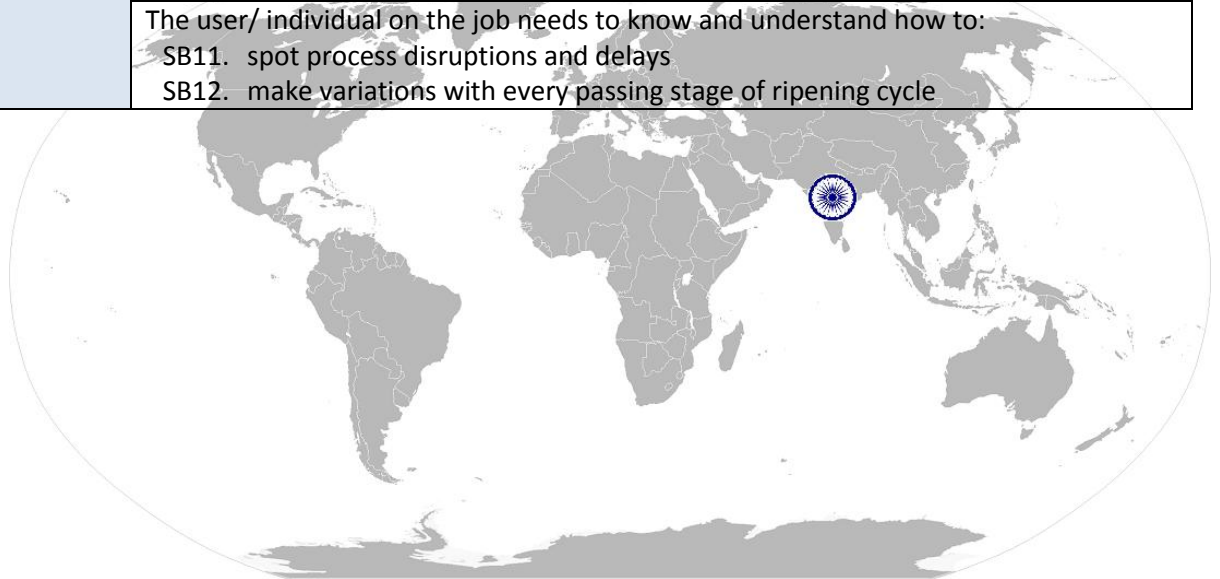 The user/ individual on the job needs to know and understand how to:
SB11. spot process disruptions and delays
SB12. make variations with every passing stage of ripening cycle